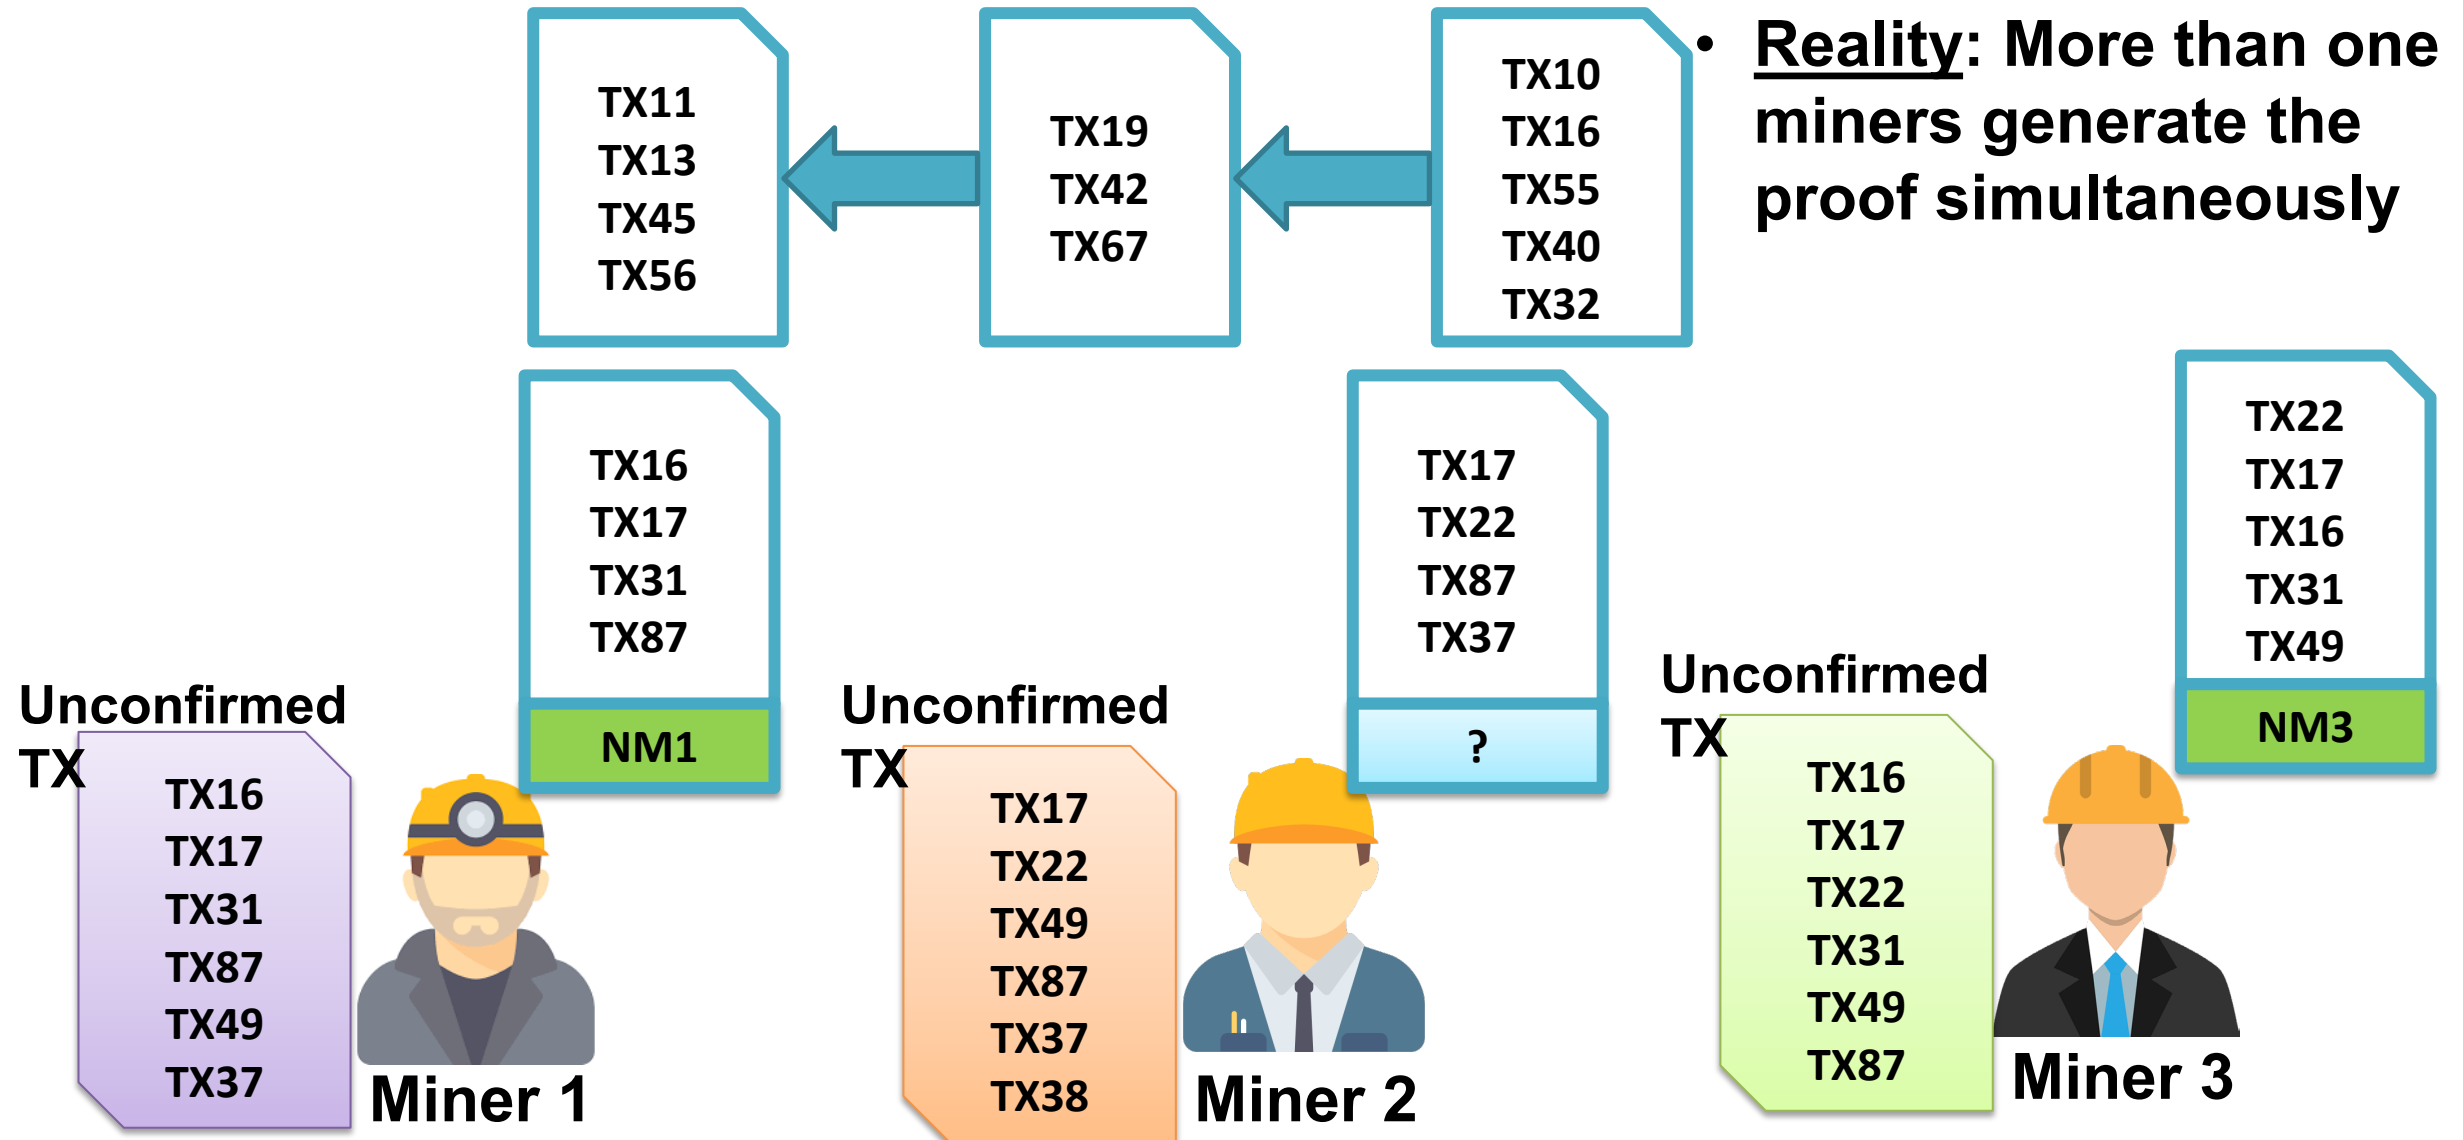 TX11
TX13
TX45
TX56
TX19
TX42
TX67
TX10
TX16
TX55
TX40
TX32
• Reality: More than one
miners generate the
proof simultaneously
TX16
TX17
TX31
TX87
NM1
TX17
TX22
TX87
TX37
?
TX22
TX17
TX16
TX31
TX49
NM3
Unconfirmed
TX
TX16
TX17
TX31
TX87
TX49
TX37
Miner 1
Unconfirmed
TX
TX17
TX22
TX49
TX87
TX37
TX38
Miner 2
Unconfirmed
TX
TX16
TX17
TX22
TX31
TX49
TX87
Miner 3